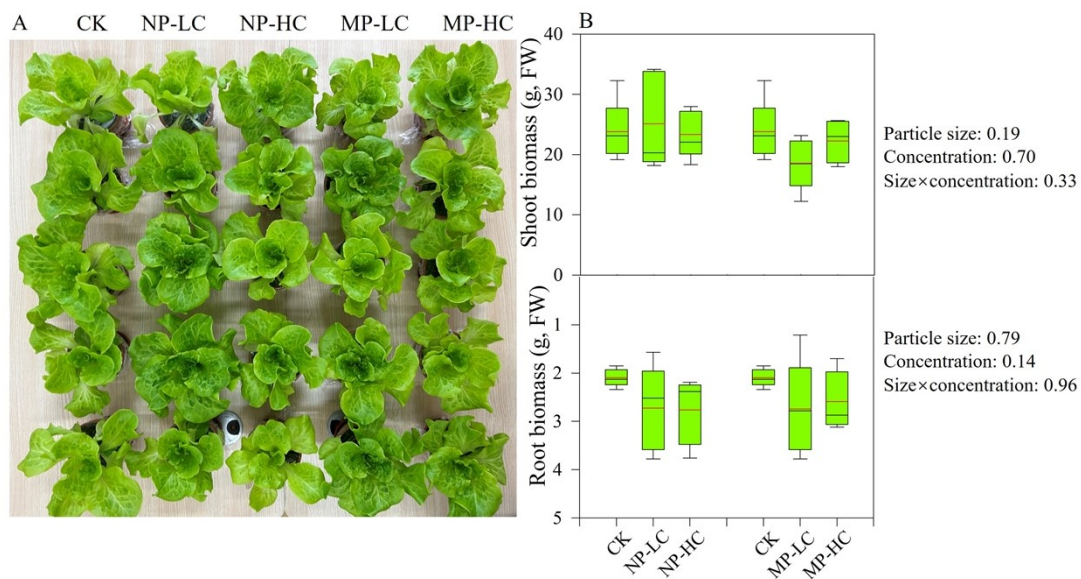 A CK NP-LC NP-HC MP-LC MP-HC B
40
30
20
10
0
Shoot biomass (g, FW)
Particle size: 0.19
Concentration: 0.70
Size×concentration: 0.33
1
2
3
4
5
Root biomass (g, FW)
Particle size: 0.79
Concentration: 0.14
Size×concentration: 0.96
CK NP-LC NP-HC CK MP-LC MP-HC